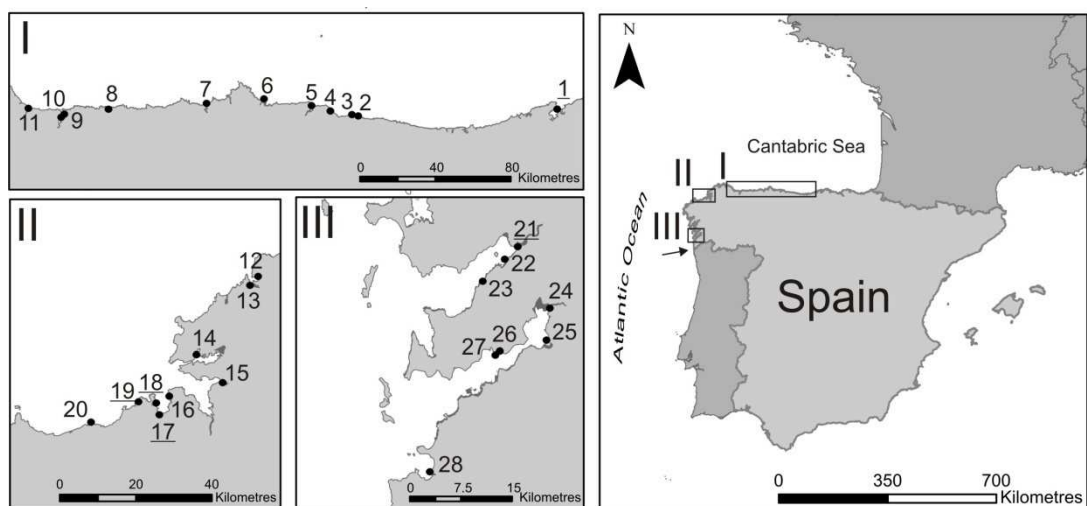 I
1
2
3
4
5
6
7
8
9
10
11
0 40 80
Kilometres
II
12
13
14
15
16
17
18
19
20
0 20 40
Kilometres
III
21
22
23
24
25
26
27
28
0 7.5 15
Kilometres
N
Cantabric Sea
I
II
III
Atlantic Ocean
Spain
0 350 700
Kilometres